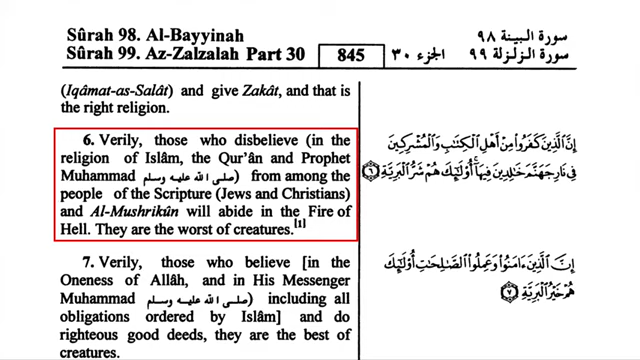 Sûrah 98. Al-Bayyinah
Sûrah 99. Az-Zalzalah Part 30
845
الجزء ٣٠
سورة البينة ٩٨
سورة الزلزلة ٩٩
(Iqâmat-as-Salât) and give Zakât, and that is
the right religion.
6. Verily, those who disbelieve (in the
religion of Islâm, the Qur'ân and Prophet
Muhammad صلى الله عليه وسلم) from among the
people of the Scripture (Jews and Christians)
and Al-Mushrikûn will abide in the Fire of
Hell. They are the worst of creatures.[1]
7. Verily, those who believe [in the
Oneness of Allâh, and in His Messenger
Muhammad صلى الله عليه وسلم) including all
obligations ordered by Islâm] and do
righteous good deeds, they are the best of
creatures.
إِنَّ الَّذِينَ كَفَرُوا مِنْ أَهْلِ الْكِتَابِ وَالْمُشْرِكِينَ
فِي نَارِ جَهَنَّمَ خَالِدِينَ فِيهَا أُولَٰئِكَ هُمْ شَرُّ الْبَرِيَّةِ ٦
إِنَّ الَّذِينَ ءَامَنُوا وَعَمِلُوا الصَّالِحَاتِ أُولَٰئِكَ
هُمْ خَيْرُ الْبَرِيَّةِ ٧